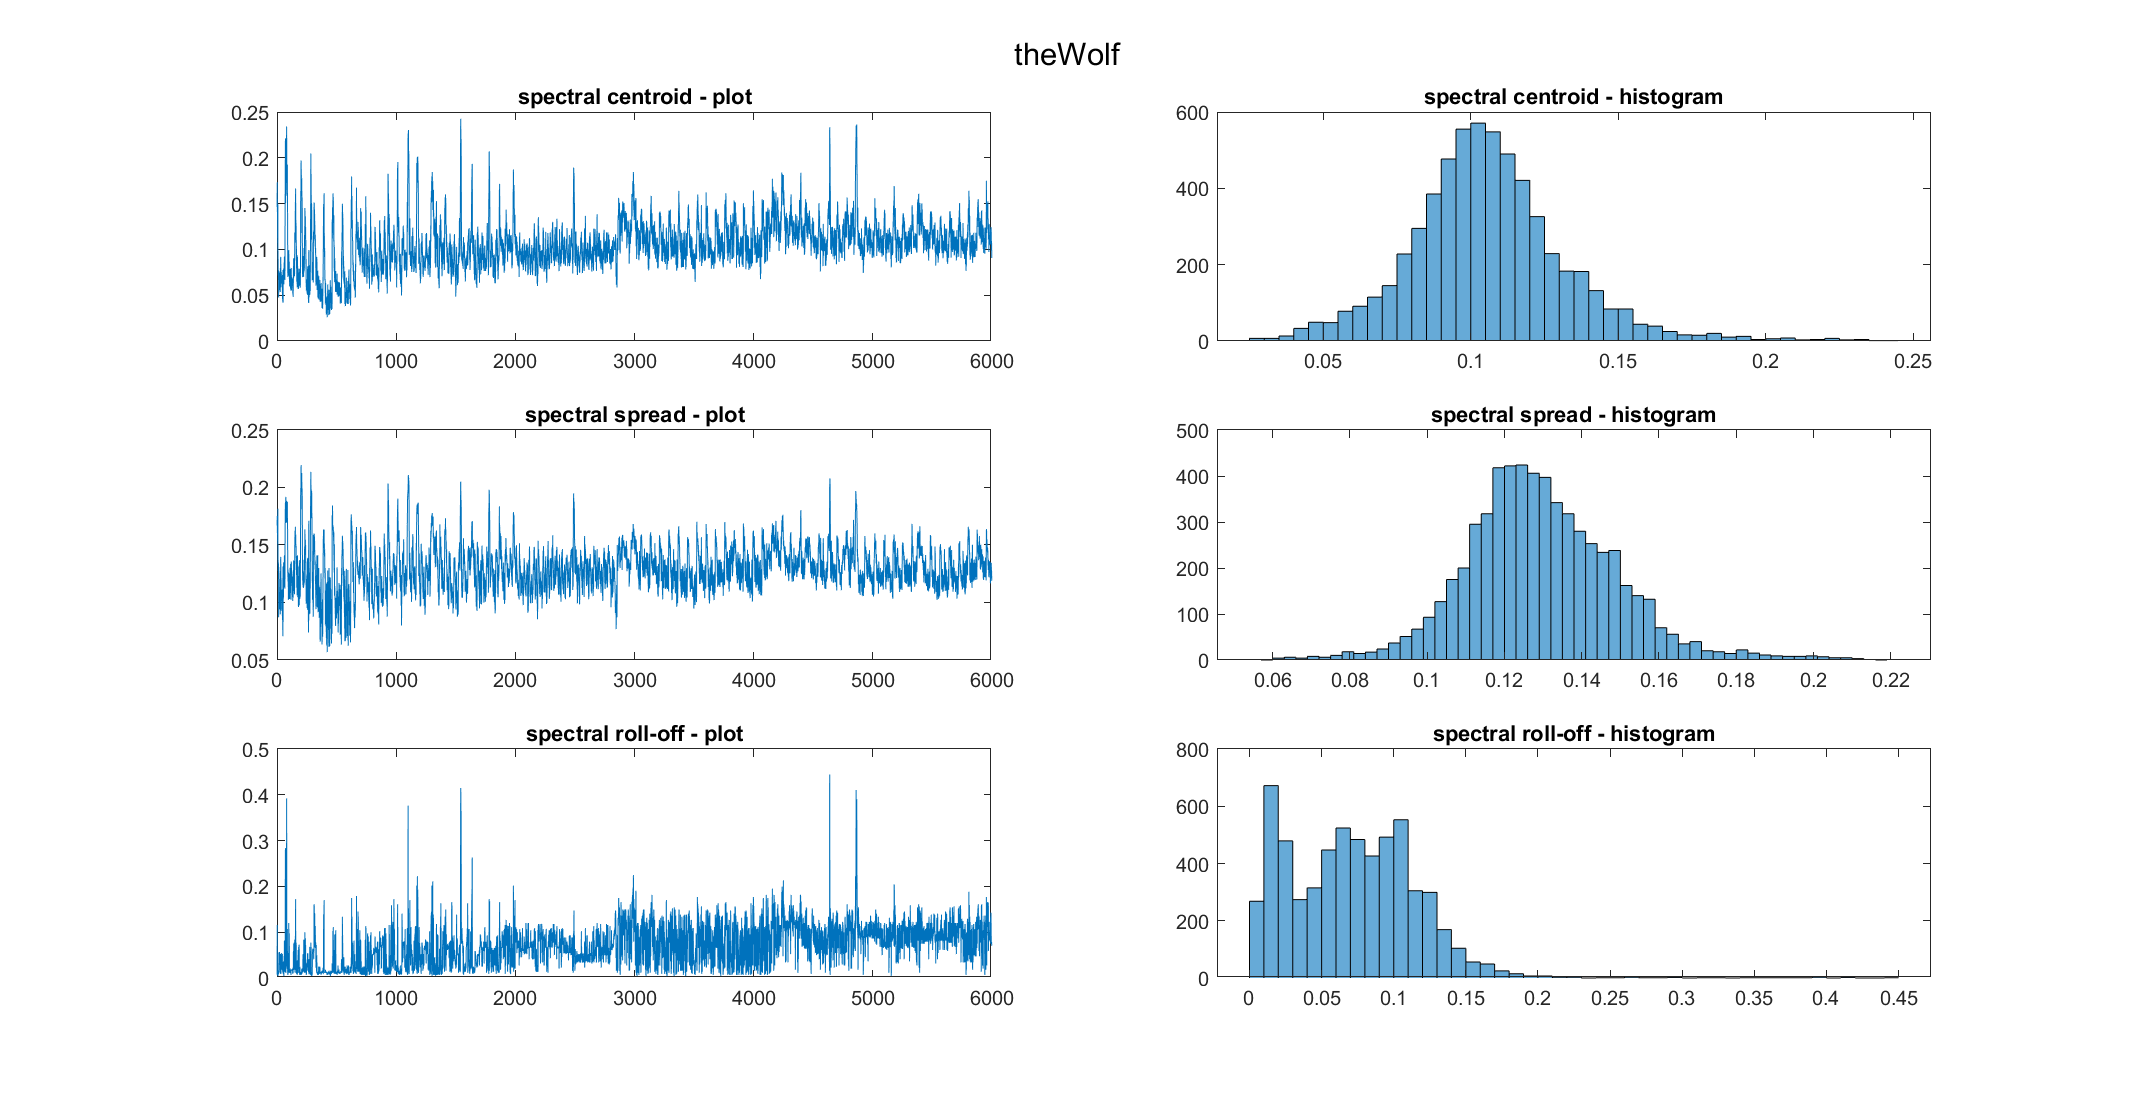 theWolf
spectral centroid - plot
0.25
0.2
0.15
0.1
0.05
0
0 1000 2000 3000 4000 5000 6000
spectral centroid - histogram
600
400
200
0
0.05 0.1 0.15 0.2 0.25
spectral spread - plot
0.25
0.2
0.15
0.1
0.05
0 1000 2000 3000 4000 5000 6000
spectral spread - histogram
500
400
300
200
100
0
0.06 0.08 0.1 0.12 0.14 0.16 0.18 0.2 0.22
spectral roll-off - plot
0.5
0.4
0.3
0.2
0.1
0
0 1000 2000 3000 4000 5000 6000
spectral roll-off - histogram
800
600
400
200
0
0 0.05 0.1 0.15 0.2 0.25 0.3 0.35 0.4 0.45